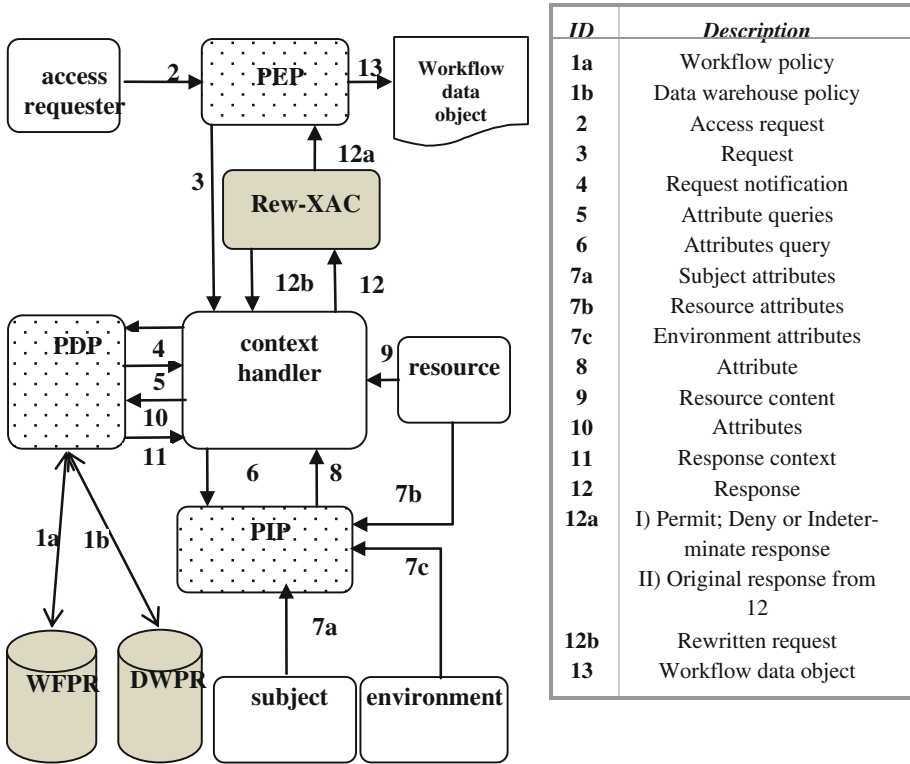 access
requester
2
PEP
13
Workflow
data
object
12a
3
Rew-XAC
12b
12
PDP
4
5
10
11
context
handler
9
resource
6
8
7b
1a
1b
PIP
7c
7a
WFPR
DWPR
subject
environment
ID Description
1a Workflow policy
1b Data warehouse policy
2 Access request
3 Request
4 Request notification
5 Attribute queries
6 Attributes query
7a Subject attributes
7b Resource attributes
7c Environment attributes
8 Attribute
9 Resource content
10 Attributes
11 Response context
12 Response
12a I) Permit; Deny or Indeter-
minate response
II) Original response from
12
12b Rewritten request
13 Workflow data object